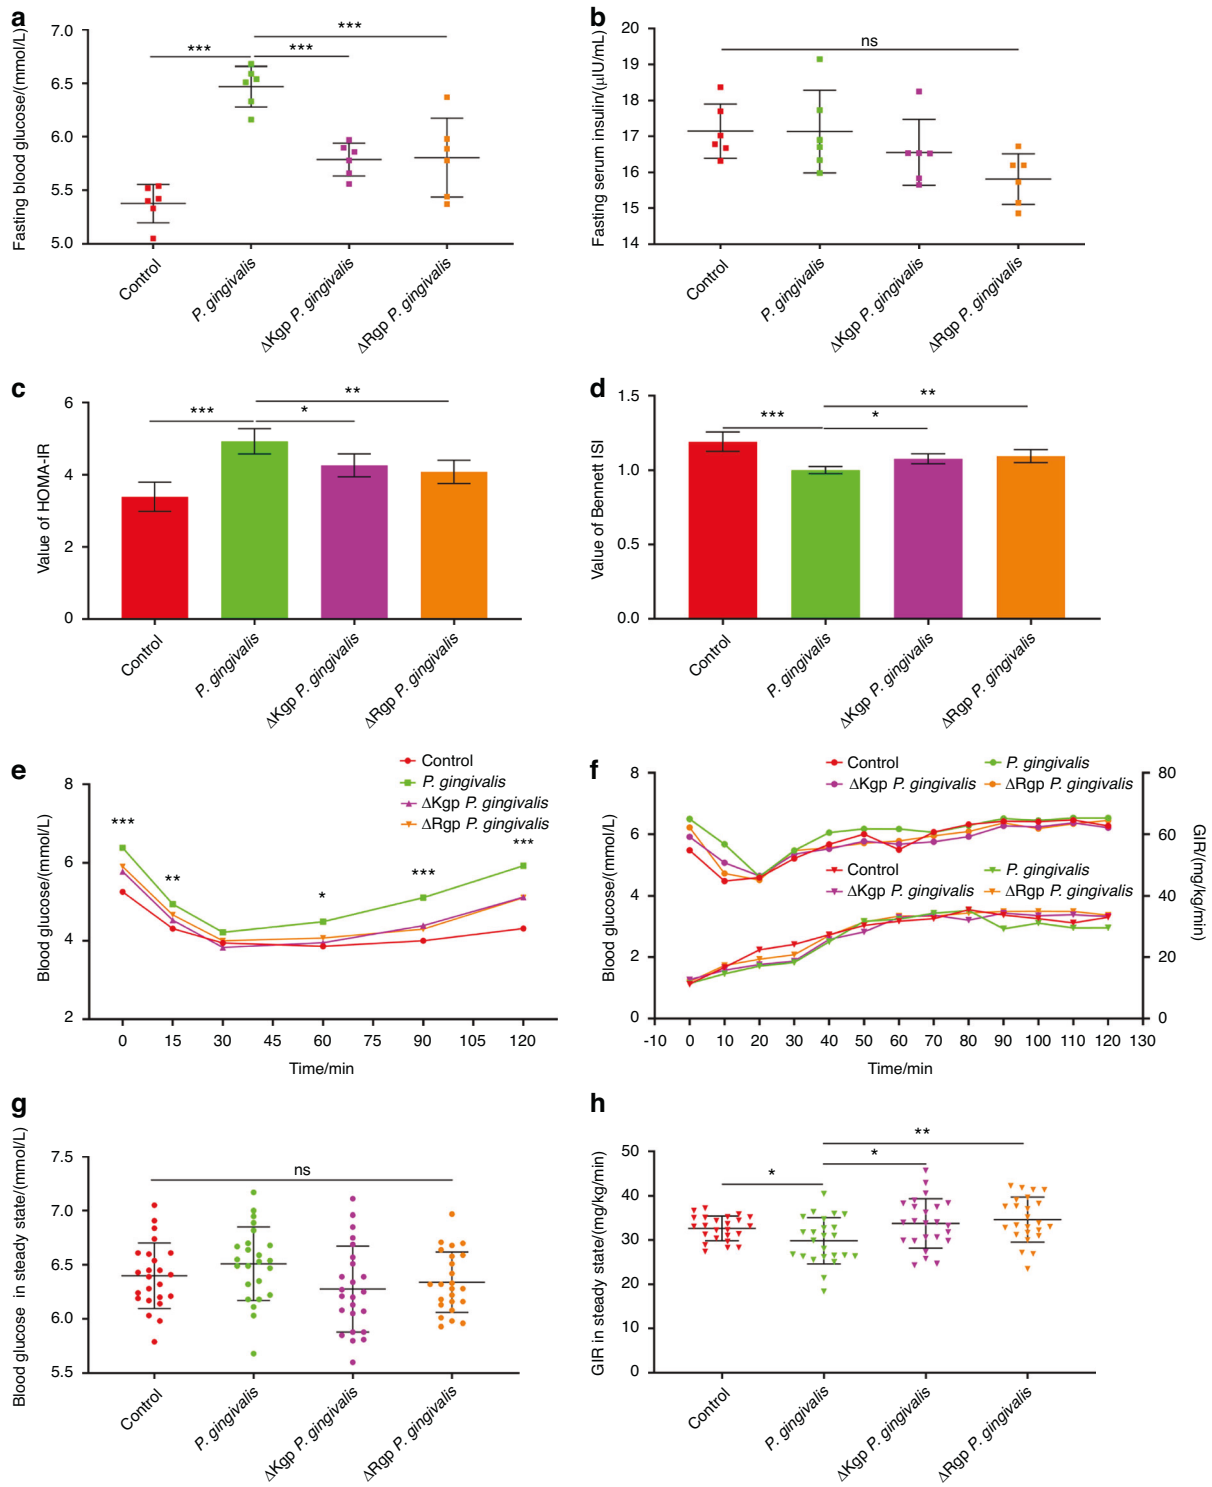 a
Fasting blood glucose/(mmol/L)
7.0
6.5
6.0
5.5
5.0
***
***
***
Control
P. gingivalis
ΔKgp P. gingivalis
ΔRgp P. gingivalis
b
Fasting serum insulin/(μIU/mL)
20
19
18
17
16
15
14
ns
Control
P. gingivalis
ΔKgp P. gingivalis
ΔRgp P. gingivalis
c
Value of HOMA-IR
6
4
2
0
***
*
**
Control
P. gingivalis
ΔKgp P. gingivalis
ΔRgp P. gingivalis
d
Value of Bennett ISI
1.5
1.0
0.5
0.0
***
*
**
Control
P. gingivalis
ΔKgp P. gingivalis
ΔRgp P. gingivalis
e
Control
P. gingivalis
ΔKgp P. gingivalis
ΔRgp P. gingivalis
Blood glucose/(mmol/L)
8
6
4
2
***
**
*
***
***
0 15 30 45 60 75 90 105 120
Time/min
f
Control P. gingivalis
ΔKgp P. gingivalis ΔRgp P. gingivalis
Control P. gingivalis
ΔKgp P. gingivalis ΔRgp P. gingivalis
Blood glucose/(mmol/L)
8
6
4
2
0
80
60
40
20
0
GIR/(mg/kg/min)
-10 0 10 20 30 40 50 60 70 80 90 100 110 120 130
Time/min
g
Blood glucose in steady state/(mmol/L)
7.5
7.0
6.5
6.0
5.5
ns
Control
P. gingivalis
ΔKgp P. gingivalis
ΔRgp P. gingivalis
h
GIR in steady state/(mg/kg/min)
50
40
30
20
10
0
*
*
**
Control
P. gingivalis
ΔKgp P. gingivalis
ΔRgp P. gingivalis